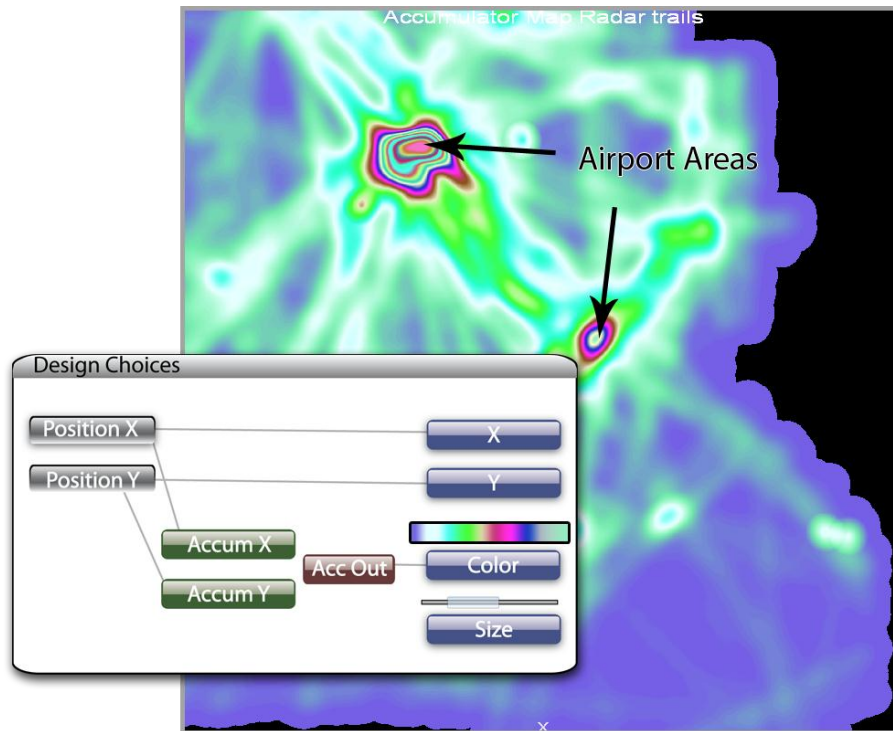 Accumulator Map Radar trails
Airport Areas
Design Choices
Position X
X
Position Y
Y
Accum X
Acc Out
Color
Accum Y
Size
X